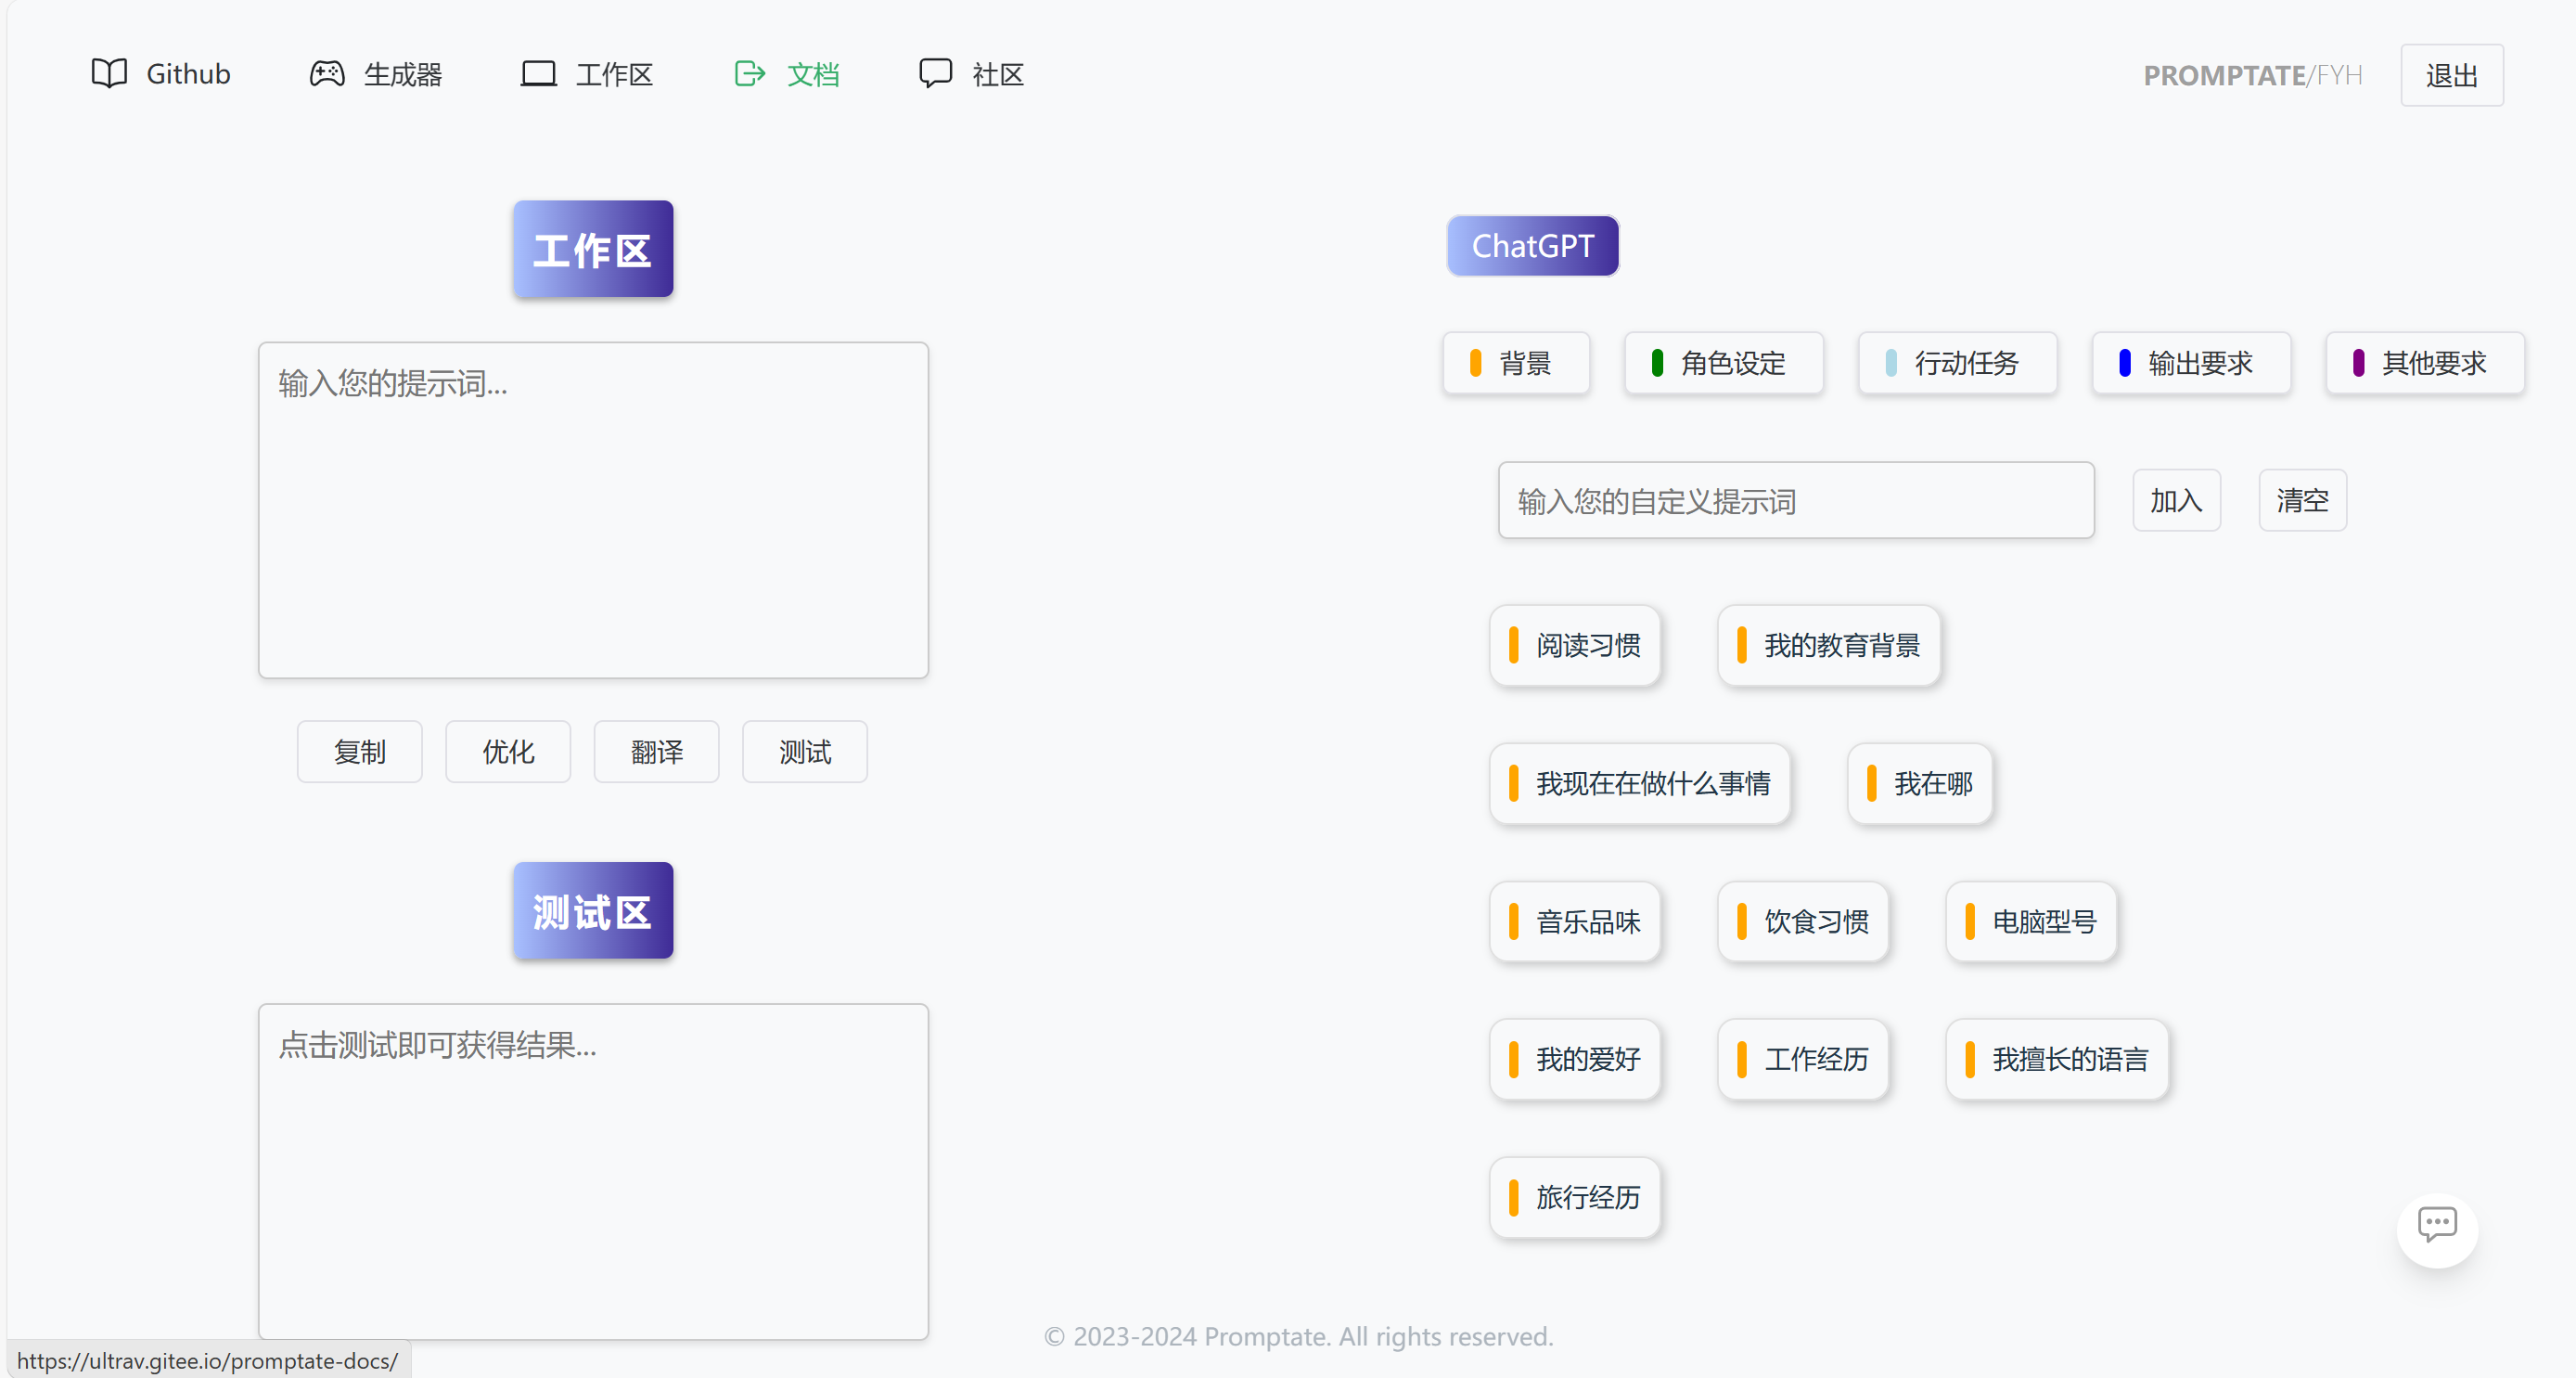 Github 生成器 工作区 文档 社区 PROMPTATE/FYH 退出
工作区
输入您的提示词...
复制 优化 翻译 测试
测试区
点击测试即可获得结果...
ChatGPT
背景 角色设定 行动任务 输出要求 其他要求
输入您的自定义提示词 加入 清空
阅读习惯 我的教育背景
我现在在做什么事情 我在哪
音乐品味 饮食习惯 电脑型号
我的爱好 工作经历 我擅长的语言
旅行经历
© 2023-2024 Promptate. All rights reserved.
https://ultrav.gitee.io/promptate-docs/